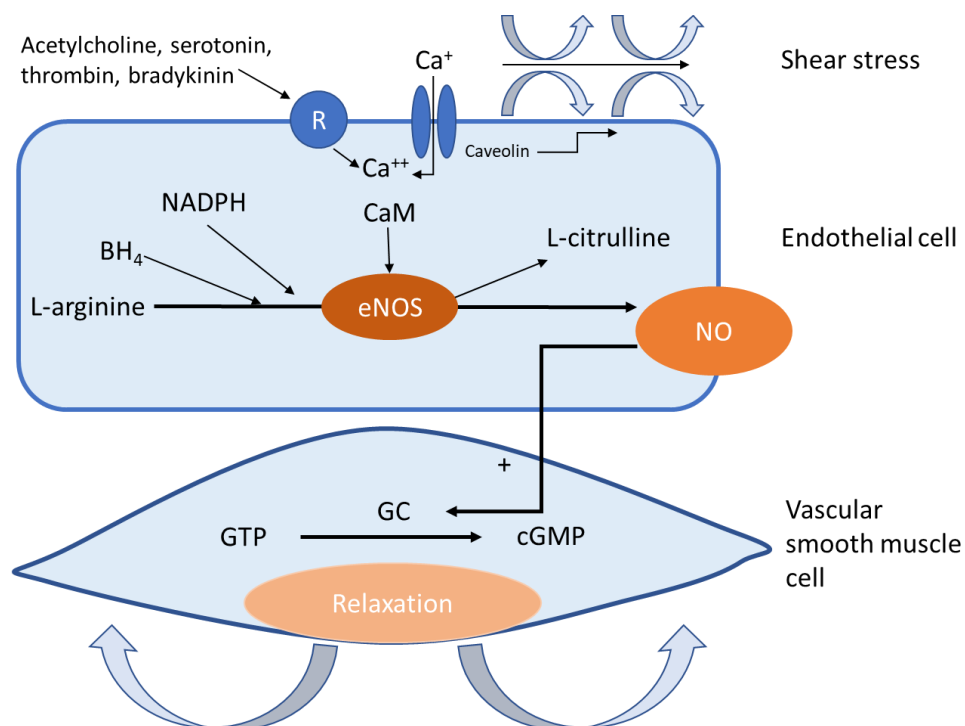 Acetylcholine, serotonin,
thrombin, bradykinin
Ca⁺
Shear stress
R
Ca⁺⁺
Caveolin
NADPH
CaM
BH₄
L-citrulline
Endothelial cell
L-arginine
eNOS
NO
+
GC
GTP
cGMP
Vascular
smooth muscle
cell
Relaxation